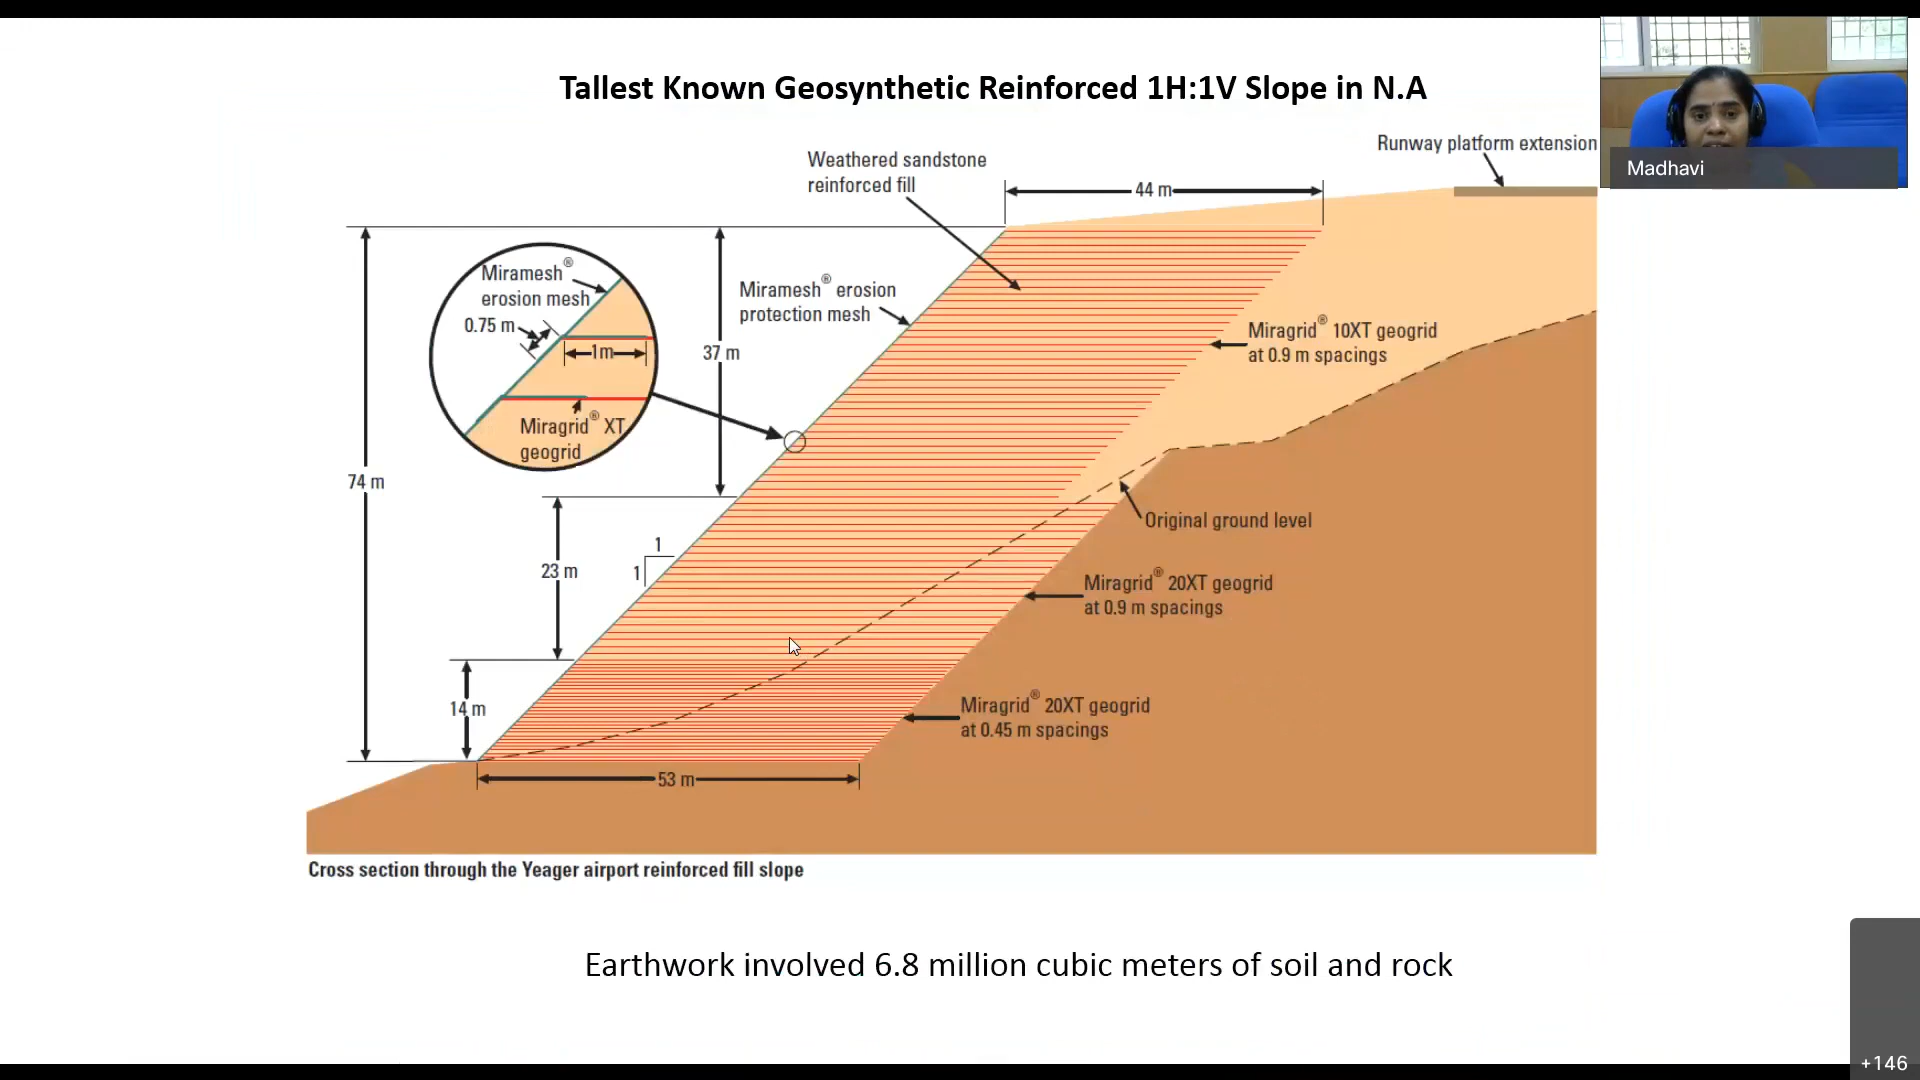 Tallest Known Geosynthetic Reinforced 1H:1V Slope in N.A
Madhavi
Runway platform extension
Weathered sandstone
reinforced fill
44 m
Miramesh®
erosion mesh
0.75 m
1m
Miragrid® XT
geogrid
Miramesh® erosion
protection mesh
37 m
Miragrid® 10XT geogrid
at 0.9 m spacings
74 m
Original ground level
1
1
23 m
Miragrid® 20XT geogrid
at 0.9 m spacings
14 m
Miragrid® 20XT geogrid
at 0.45 m spacings
53 m
Cross section through the Yeager airport reinforced fill slope
Earthwork involved 6.8 million cubic meters of soil and rock
+146